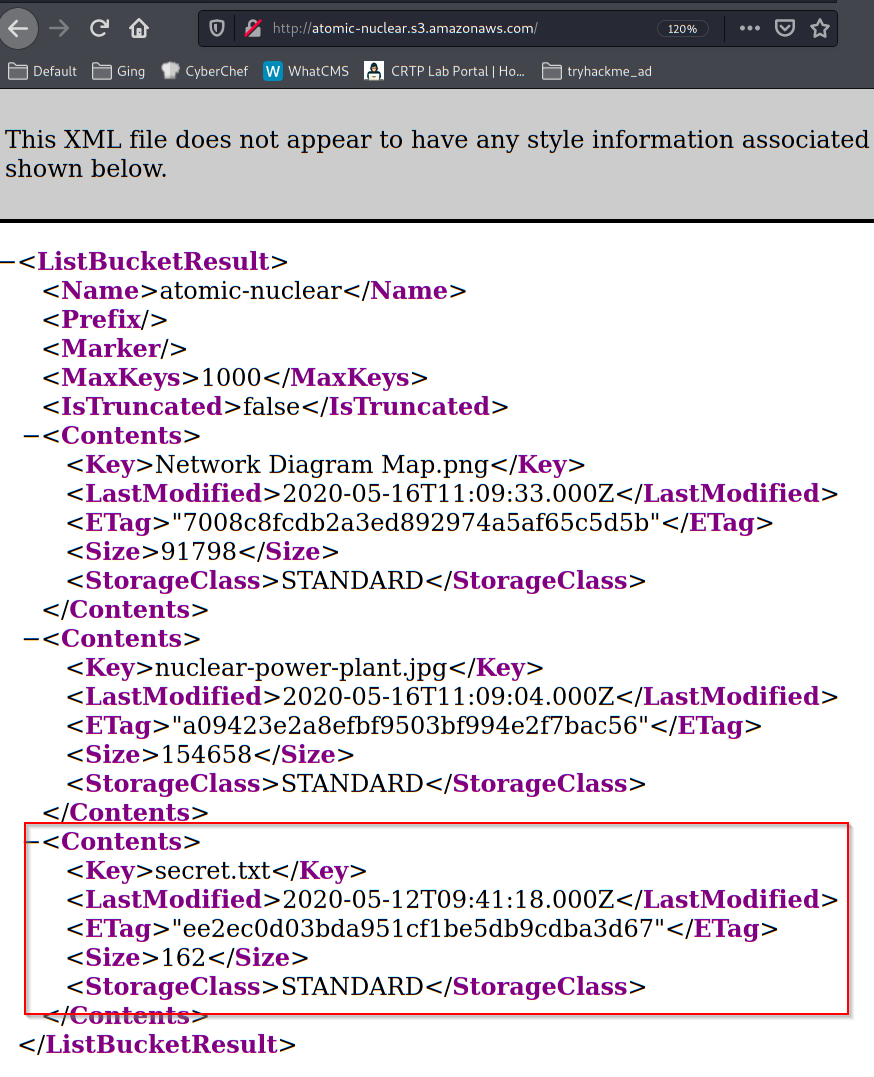 http://atomic-nuclear.s3.amazonaws.com/ 120%
Default Ging CyberChef W WhatCMS CRTP Lab Portal | Ho... tryhackme_ad
This XML file does not appear to have any style information associated
shown below.
−<ListBucketResult>
<Name>atomic-nuclear</Name>
<Prefix/>
<Marker/>
<MaxKeys>1000</MaxKeys>
<IsTruncated>false</IsTruncated>
−<Contents>
<Key>Network Diagram Map.png</Key>
<LastModified>2020-05-16T11:09:33.000Z</LastModified>
<ETag>"7008c8fcdb2a3ed892974a5af65c5d5b"</ETag>
<Size>91798</Size>
<StorageClass>STANDARD</StorageClass>
</Contents>
−<Contents>
<Key>nuclear-power-plant.jpg</Key>
<LastModified>2020-05-16T11:09:04.000Z</LastModified>
<ETag>"a09423e2a8efbf9503bf994e2f7bac56"</ETag>
<Size>154658</Size>
<StorageClass>STANDARD</StorageClass>
</Contents>
−<Contents>
<Key>secret.txt</Key>
<LastModified>2020-05-12T09:41:18.000Z</LastModified>
<ETag>"ee2ec0d03bda951cf1be5db9cdba3d67"</ETag>
<Size>162</Size>
<StorageClass>STANDARD</StorageClass>
</Contents>
</ListBucketResult>